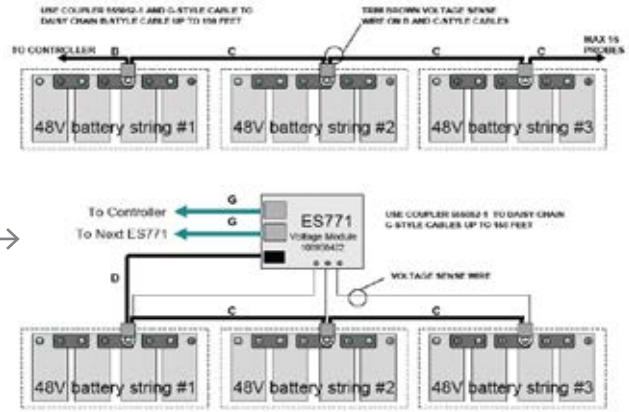 USE COUPLER 555052-1 AND G-STYLE CABLE TO
DAISY CHAIN B-STYLE CABLE UP TO 150 FEET
TRIM BROWN VOLTAGE SENSE
WIRE ON B AND C-STYLE CABLES
TO CONTROLLER
D
C
C
C
MAX 16
PROBES
48V battery string #1
48V battery string #2
48V battery string #3
G
To Controller
G
To Next ES771
ES771
Voltage Module
USE COUPLER 555052-1 TO DAISY CHAIN
G-STYLE CABLES UP TO 150 FEET
D
VOLTAGE SENSE WIRE
C
C
48V battery string #1
48V battery string #2
48V battery string #3